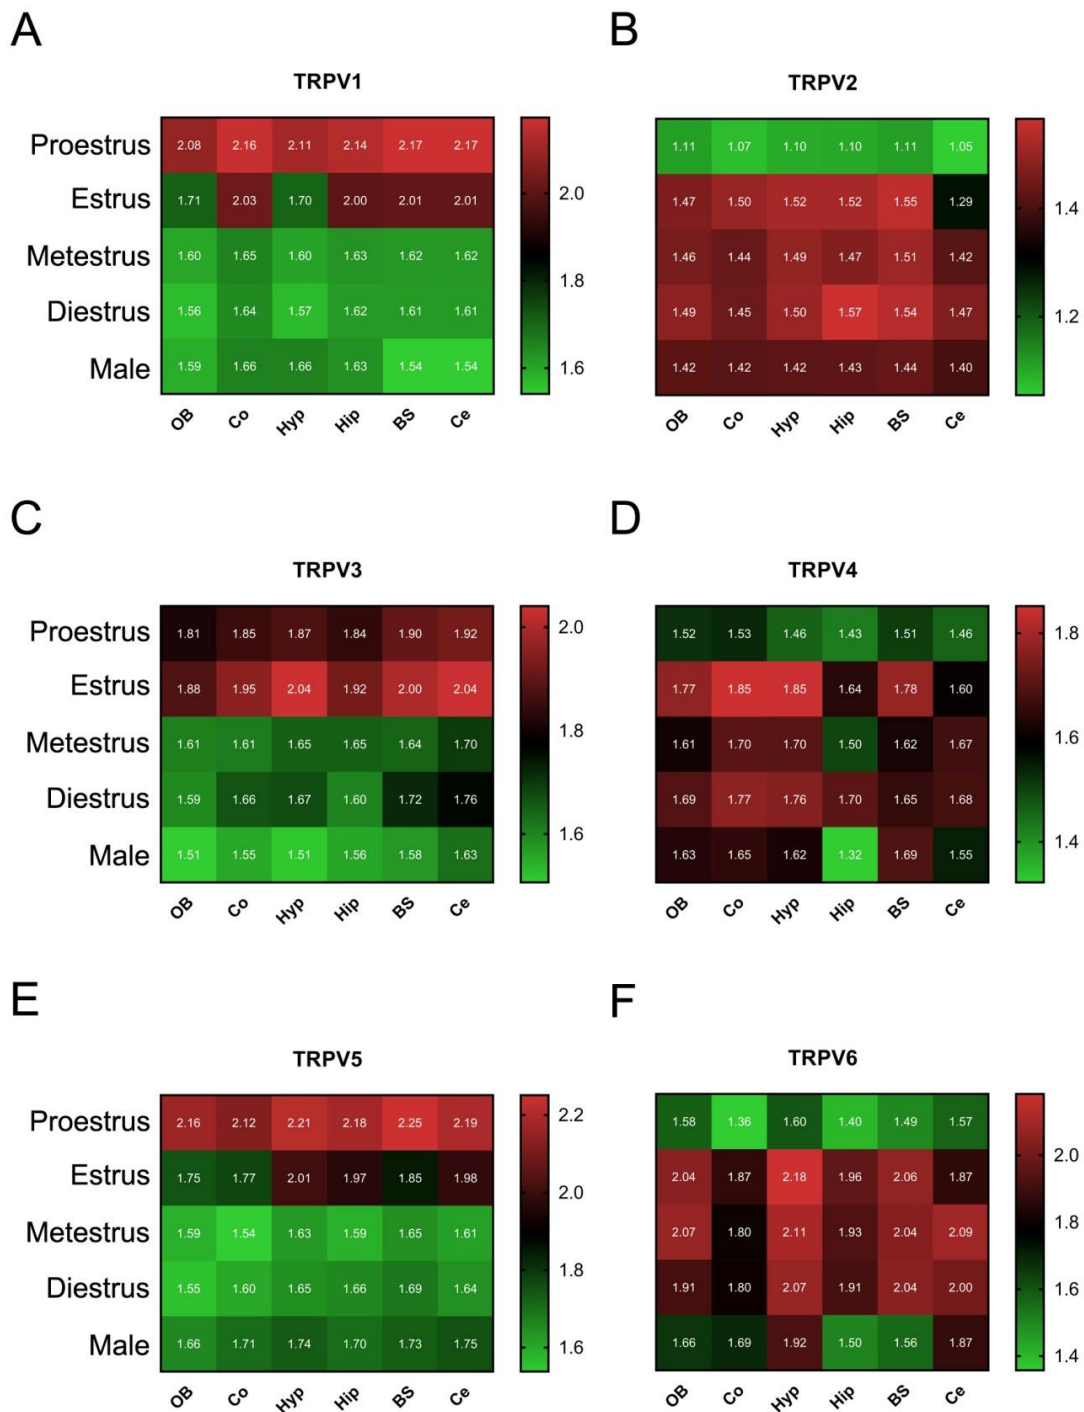 A
TRPV1
Proestrus 2.08 2.16 2.11 2.14 2.17 2.17
Estrus 1.71 2.03 1.70 2.00 2.01 2.01 2.0
Metestrus 1.60 1.65 1.60 1.63 1.62 1.62 1.8
Diestrus 1.56 1.64 1.57 1.62 1.61 1.61
Male 1.59 1.66 1.66 1.63 1.54 1.54 1.6
OB Co Hyp Hip BS Ce
B
TRPV2
1.11 1.07 1.10 1.10 1.11 1.05
1.47 1.50 1.52 1.52 1.55 1.29 1.4
1.46 1.44 1.49 1.47 1.51 1.42
1.49 1.45 1.50 1.57 1.54 1.47 1.2
1.42 1.42 1.42 1.43 1.44 1.40
OB Co Hyp Hip BS Ce
C
TRPV3
Proestrus 1.81 1.85 1.87 1.84 1.90 1.92 2.0
Estrus 1.88 1.95 2.04 1.92 2.00 2.04
Metestrus 1.61 1.61 1.65 1.65 1.64 1.70 1.8
Diestrus 1.59 1.66 1.67 1.60 1.72 1.76
Male 1.51 1.55 1.51 1.56 1.58 1.63 1.6
OB Co Hyp Hip BS Ce
D
TRPV4
1.52 1.53 1.46 1.43 1.51 1.46 1.8
1.77 1.85 1.85 1.64 1.78 1.60
1.61 1.70 1.70 1.50 1.62 1.67 1.6
1.69 1.77 1.76 1.70 1.65 1.68
1.63 1.65 1.62 1.32 1.69 1.55 1.4
OB Co Hyp Hip BS Ce
E
TRPV5
Proestrus 2.16 2.12 2.21 2.18 2.25 2.19 2.2
Estrus 1.75 1.77 2.01 1.97 1.85 1.98 2.0
Metestrus 1.59 1.54 1.63 1.59 1.65 1.61
Diestrus 1.55 1.60 1.65 1.66 1.69 1.64 1.8
Male 1.66 1.71 1.74 1.70 1.73 1.75 1.6
OB Co Hyp Hip BS Ce
F
TRPV6
1.58 1.36 1.60 1.40 1.49 1.57
2.04 1.87 2.18 1.96 2.06 1.87 2.0
2.07 1.80 2.11 1.93 2.04 2.09 1.8
1.91 1.80 2.07 1.91 2.04 2.00 1.6
1.66 1.69 1.92 1.50 1.56 1.87 1.4
OB Co Hyp Hip BS Ce